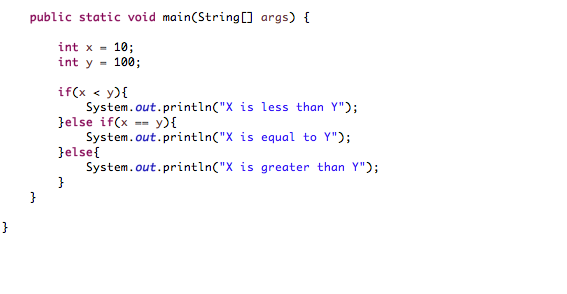 public static void main(String[] args) {
int x = 10;
int y = 100;
if(x < y){
System.out.println("X is less than Y");
}else if(x == y){
System.out.println("X is equal to Y");
}else{
System.out.println("X is greater than Y");
}
}
}